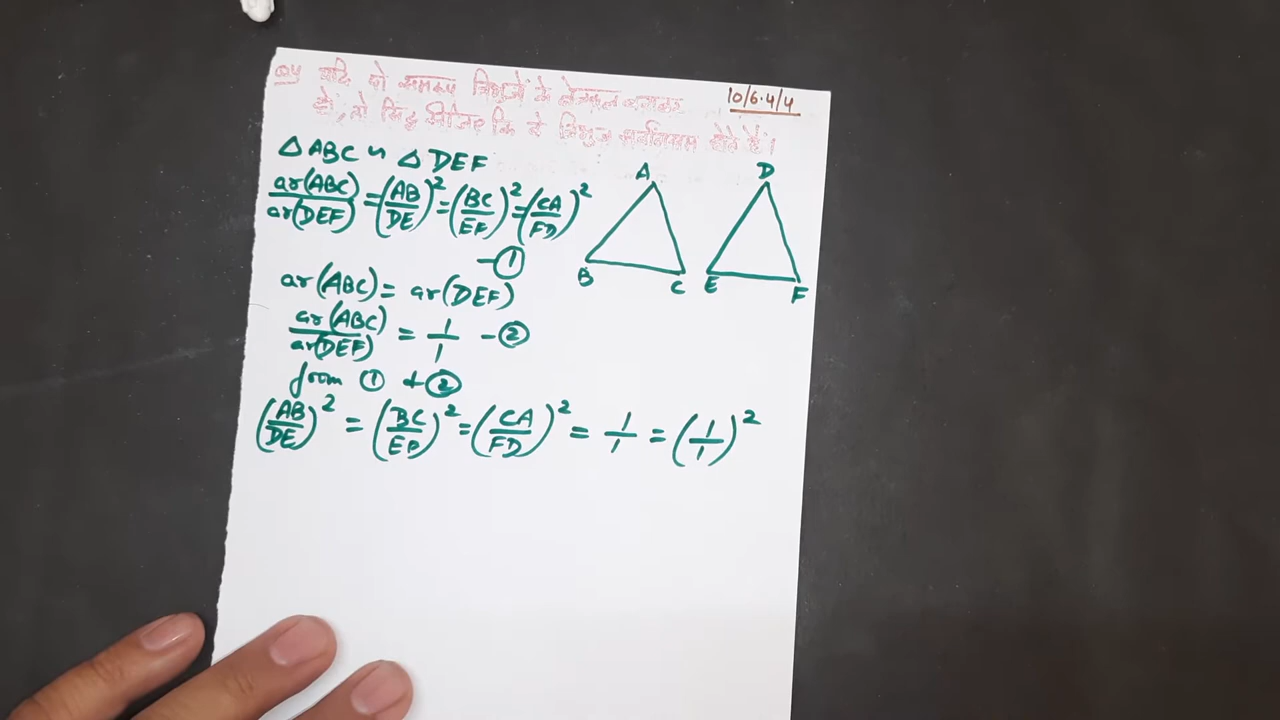 Q4 यदि दो समरूप त्रिभुजों के क्षेत्रफल बराबर
हों, तो सिद्ध कीजिए कि वे त्रिभुज सर्वांगसम होते हैं।
10/6.4/4
△ ABC ~ △ DEF
ar(ABC)/ar(DEF) = (AB/DE)² = (BC/EF)² = (CA/FD)²
-①
ar(ABC) = ar(DEF)
ar(ABC)/ar(DEF) = 1/1 -②
from ① + ②
(AB/DE)² = (BC/EF)² = (CA/FD)² = 1/1 = (1/1)²
A
B
C
D
E
F